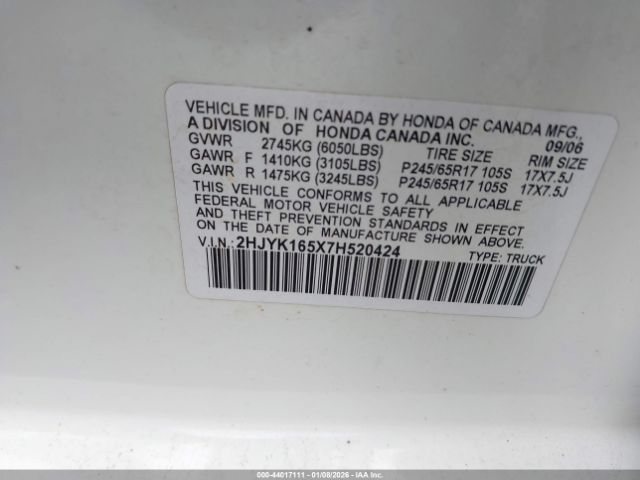 VEHICLE MFD. IN CANADA BY HONDA OF CANADA MFG.,
A DIVISION OF HONDA CANADA INC. 09/06
GVWR 2745KG (6050LBS) TIRE SIZE RIM SIZE
GAWR F 1410KG (3105LBS) P245/65R17 105S 17X7.5J
GAWR R 1475KG (3245LBS) P245/65R17 105S 17X7.5J
THIS VEHICLE CONFORMS TO ALL APPLICABLE
FEDERAL MOTOR VEHICLE SAFETY
AND THEFT PREVENTION STANDARDS IN EFFECT
ON THE DATE OF MANUFACTURE SHOWN ABOVE.
V.I.N.: 2HJYK165X7H520424 TYPE: TRUCK
000-44017111 - 01/08/2026 - IAA Inc.